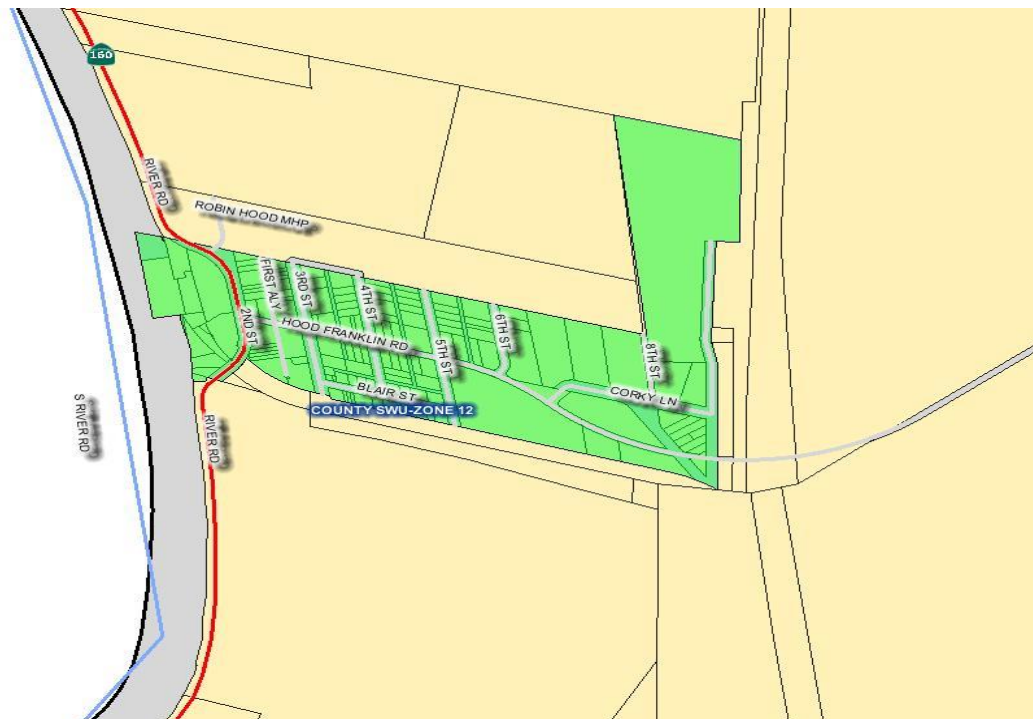 160
RIVER RD
ROBIN HOOD MHP
FIRST ALY
3RD ST
4TH ST
2ND ST
HOOD FRANKLIN RD
5TH ST
6TH ST
8TH ST
BLAIR ST
CORKY LN
COUNTY SWU-ZONE 12
S RIVER RD
RIVER RD